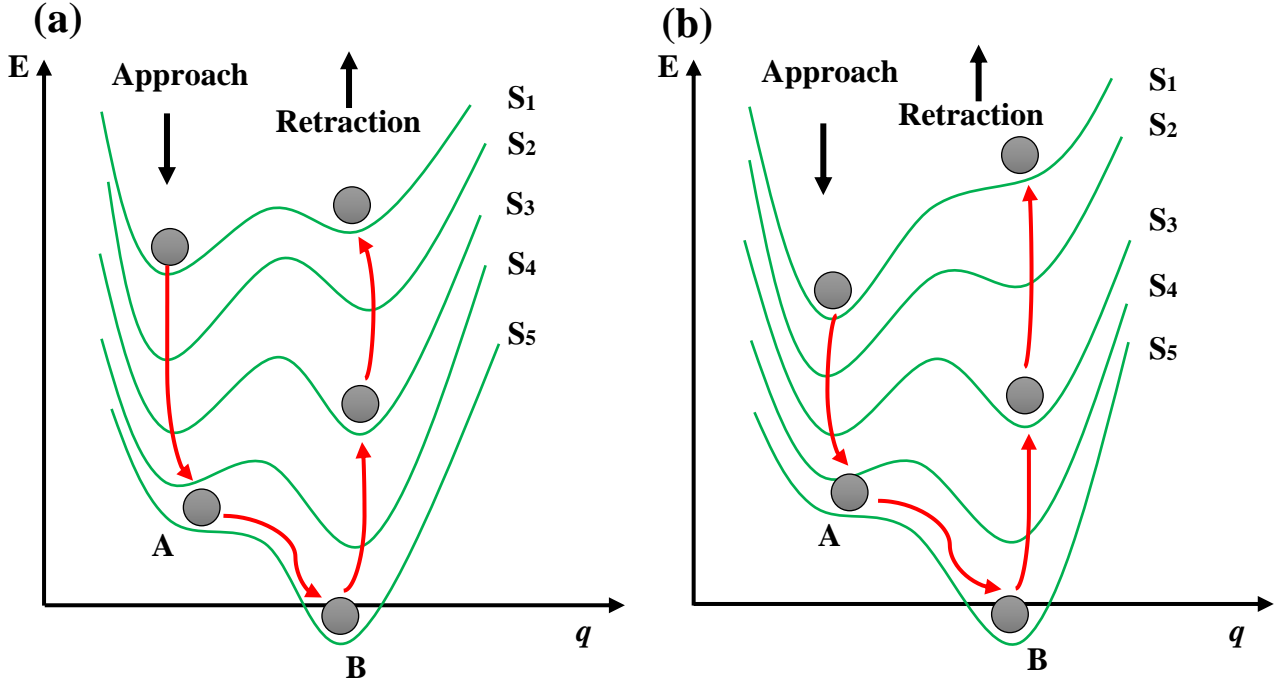 (a)
E
Approach
Retraction
S1
S2
S3
S4
S5
A
B
q
(b)
E
Approach
Retraction
S1
S2
S3
S4
S5
A
B
q